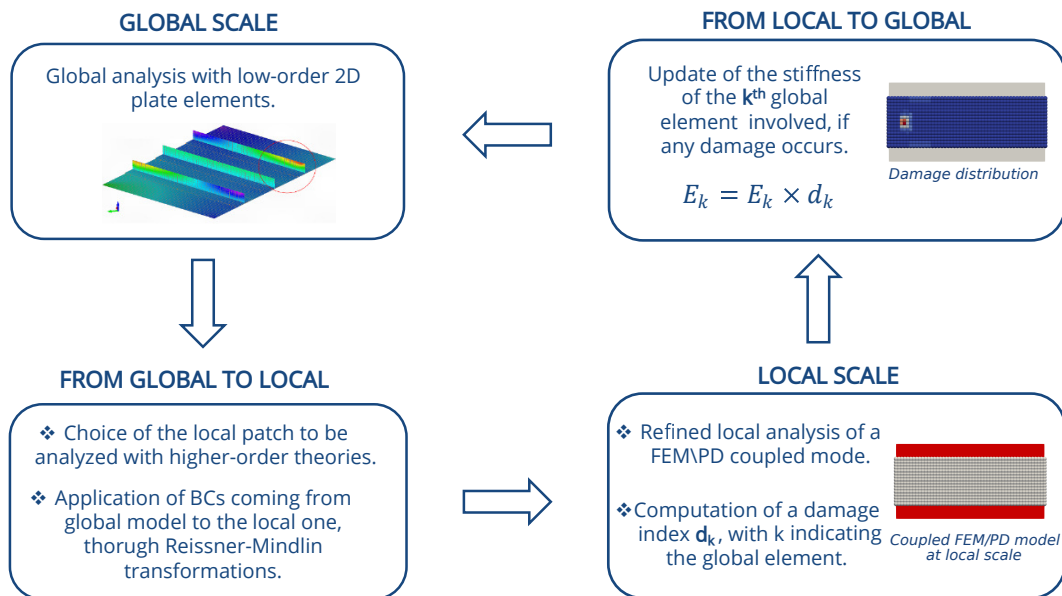 GLOBAL SCALE
Global analysis with low-order 2D
plate elements.
FROM LOCAL TO GLOBAL
Update of the stiffness
of the kth global
element involved, if
any damage occurs.
E_k = E_k × d_k
Damage distribution
FROM GLOBAL TO LOCAL
❖ Choice of the local patch to be
analyzed with higher-order theories.
❖ Application of BCs coming from
global model to the local one,
thorugh Reissner-Mindlin
transformations.
LOCAL SCALE
❖ Refined local analysis of a
FEM\PD coupled mode.
❖Computation of a damage
index d_k, with k indicating
the global element.
Coupled FEM/PD model
at local scale